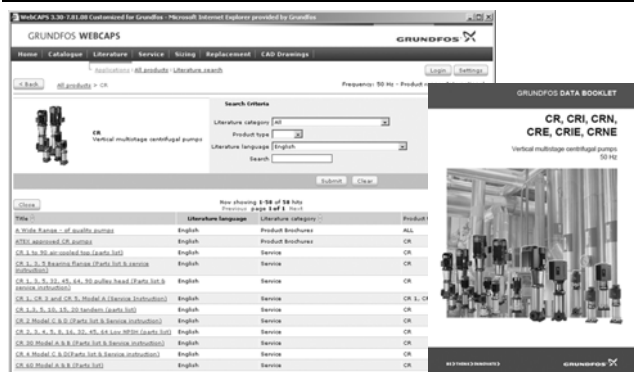 WebCAPS 3.30-7.81.08 Customized for Grundfos - Microsoft Internet Explorer provided by Grundfos
GRUNDFOS WEBCAPS
GRUNDFOS
Home Catalogue Literature Service Sizing Replacement CAD Drawings
Applications · All products · Literature search
Login Settings
< Back All products > CR
Frequency: 50 Hz - Product
Search Criteria
CR
Vertical multistage centrifugal pumps
Literature category All
Product type
Literature language English
Search
Submit Clear
Close
Now showing 1-58 of 58 hits
Previous page 1 of 1 Next
Title Literature language Literature category Product
A Wide Range - of quality pumps English Product Brochures ALL
ATEX approved CR pumps English Product Brochures CR
CR 1 to 90 air-cooled top (parts list) English Service CR
CR 1, 3, 5 Bearing flange (Parts list & service instruction) English Service CR
CR 1, 3, 5, 32, 45, 64, 90 pulley head (Parts list & service instruction) English Service CR
CR 1, CR 3 and CR 5, Model A (Service Instruction) English Service CR 1, CR
CR 1,3, 5, 10, 15, 20 tandem (parts list) English Service CR
CR 2 Model C & D (Parts list & Service instruction) English Service CR
CR 2, 3, 4, 5, 8, 16, 32, 45, 64 Low NPSH (parts list) English Service CR
CR 30 Model A & B (Parts list & Service instruction) English Service CR
CR 4 Model C & D(Parts list & Service instruction) English Service CR
CR 60 Model A & B (Parts list) English Service CR
GRUNDFOS DATA BOOKLET
CR, CRI, CRN,
CRE, CRIE, CRNE
Vertical multistage centrifugal pumps
50 Hz
GRUNDFOS